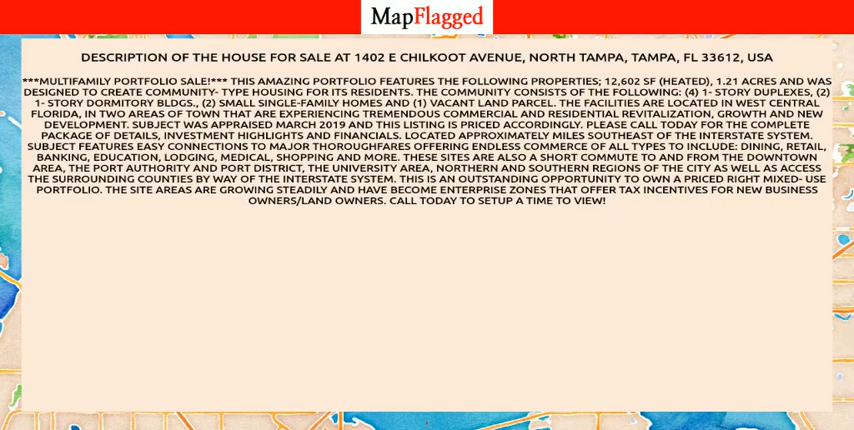 MapFlagged
DESCRIPTION OF THE HOUSE FOR SALE AT 1402 E CHILKOOT AVENUE, NORTH TAMPA, TAMPA, FL 33612, USA
***MULTIFAMILY PORTFOLIO SALE!*** THIS AMAZING PORTFOLIO FEATURES THE FOLLOWING PROPERTIES; 12,602 SF (HEATED), 1.21 ACRES AND WAS
DESIGNED TO CREATE COMMUNITY- TYPE HOUSING FOR ITS RESIDENTS. THE COMMUNITY CONSISTS OF THE FOLLOWING: (4) 1- STORY DUPLEXES, (2)
1- STORY DORMITORY BLDGS., (2) SMALL SINGLE-FAMILY HOMES AND (1) VACANT LAND PARCEL. THE FACILITIES ARE LOCATED IN WEST CENTRAL
FLORIDA, IN TWO AREAS OF TOWN THAT ARE EXPERIENCING TREMENDOUS COMMERCIAL AND RESIDENTIAL REVITALIZATION, GROWTH AND NEW
DEVELOPMENT. SUBJECT WAS APPRAISED MARCH 2019 AND THIS LISTING IS PRICED ACCORDINGLY. PLEASE CALL TODAY FOR THE COMPLETE
PACKAGE OF DETAILS, INVESTMENT HIGHLIGHTS AND FINANCIALS. LOCATED APPROXIMATELY MILES SOUTHEAST OF THE INTERSTATE SYSTEM.
SUBJECT FEATURES EASY CONNECTIONS TO MAJOR THOROUGHFARES OFFERING ENDLESS COMMERCE OF ALL TYPES TO INCLUDE: DINING, RETAIL,
BANKING, EDUCATION, LODGING, MEDICAL, SHOPPING AND MORE. THESE SITES ARE ALSO A SHORT COMMUTE TO AND FROM THE DOWNTOWN
AREA, THE PORT AUTHORITY AND PORT DISTRICT, THE UNIVERSITY AREA, NORTHERN AND SOUTHERN REGIONS OF THE CITY AS WELL AS ACCESS
THE SURROUNDING COUNTIES BY WAY OF THE INTERSTATE SYSTEM. THIS IS AN OUTSTANDING OPPORTUNITY TO OWN A PRICED RIGHT MIXED- USE
PORTFOLIO. THE SITE AREAS ARE GROWING STEADILY AND HAVE BECOME ENTERPRISE ZONES THAT OFFER TAX INCENTIVES FOR NEW BUSINESS
OWNERS/LAND OWNERS. CALL TODAY TO SETUP A TIME TO VIEW!